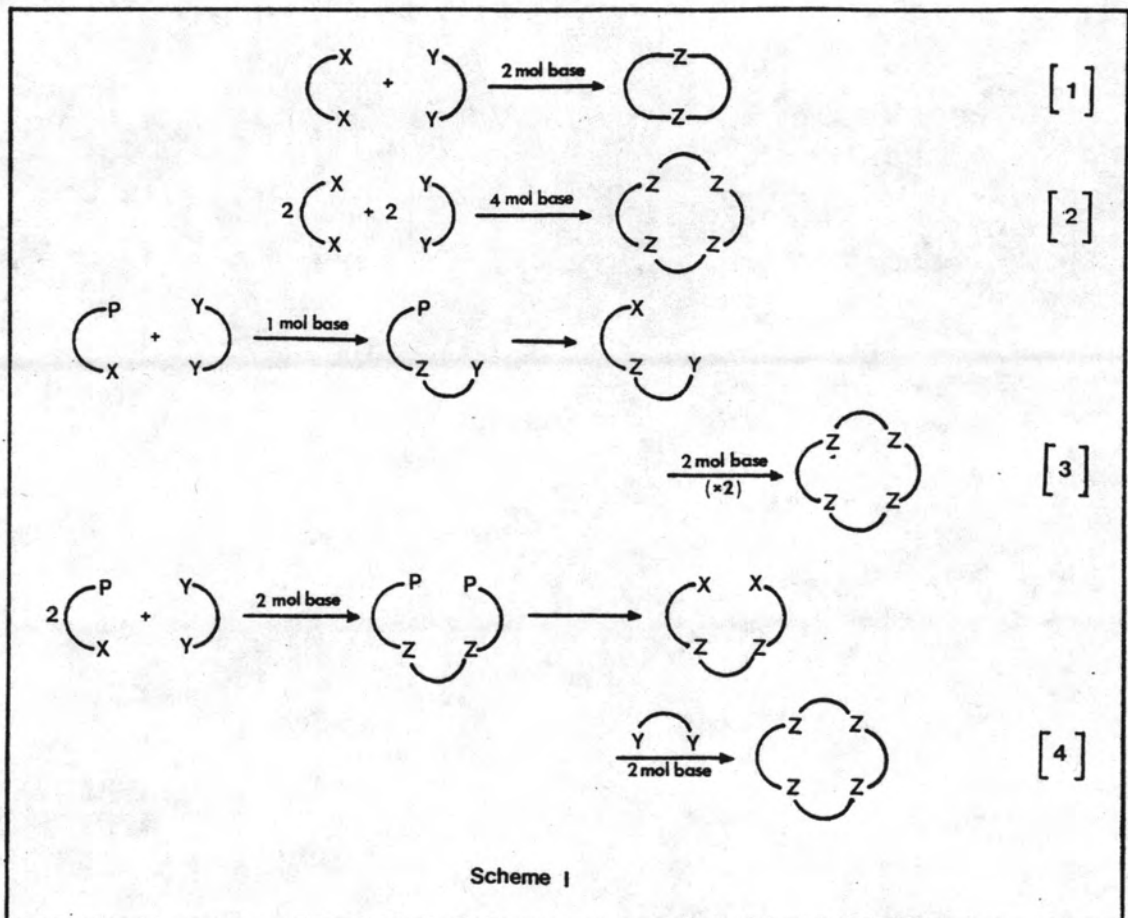 X Y
+ 2 mol base Z [1]
X Y Z
X Y Z Z
2 + 2 4 mol base [2]
X Y Z Z
P Y P X
+ 1 mol base
X Y Z Y Z Y
Z Z
2 mol base
(×2) [3]
Z Z
P Y P P X X
2 + 2 mol base
X Y Z Z Z Z
Y Y Z Z
2 mol base [4]
Z Z
Scheme I